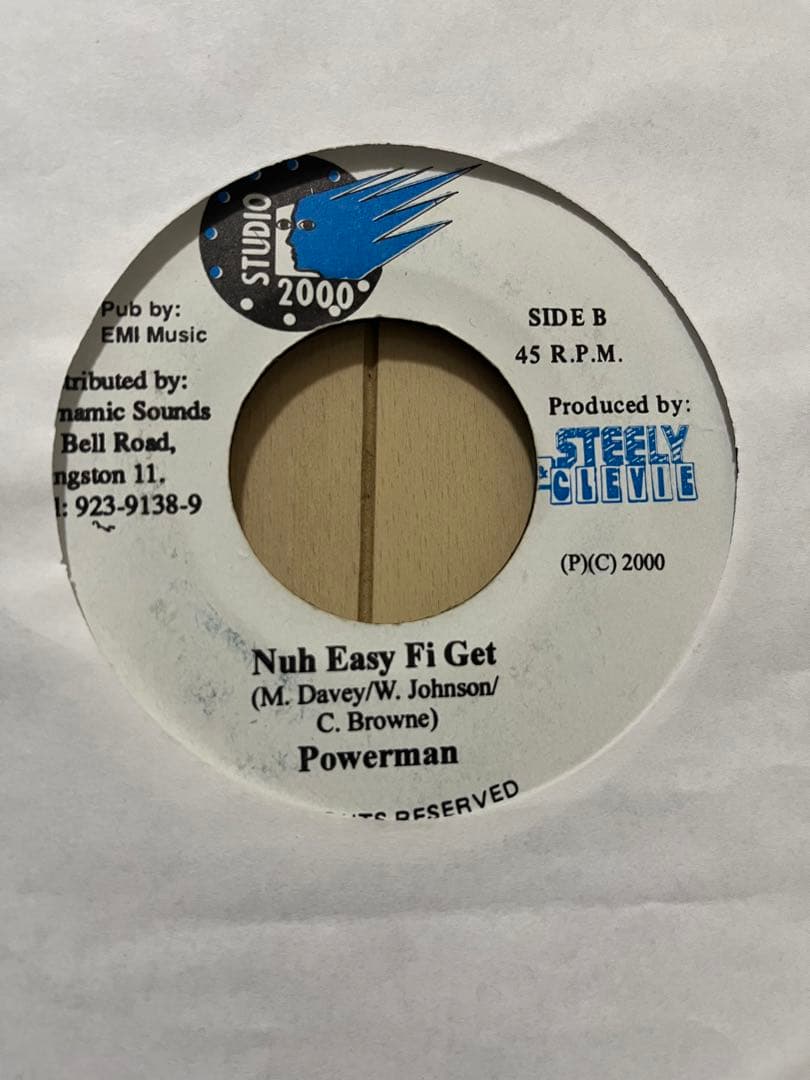 STUDIO
2000
Pub by:
EMI Music
tributed by:
namic Sounds
Bell Road,
ngston 11.
l: 923-9138-9
SIDE B
45 R.P.M.
Produced by:
STEELY
& CLEVIE
(P)(C) 2000
Nuh Easy Fi Get
(M. Davey/W. Johnson/
C. Browne)
Powerman
RESERVED